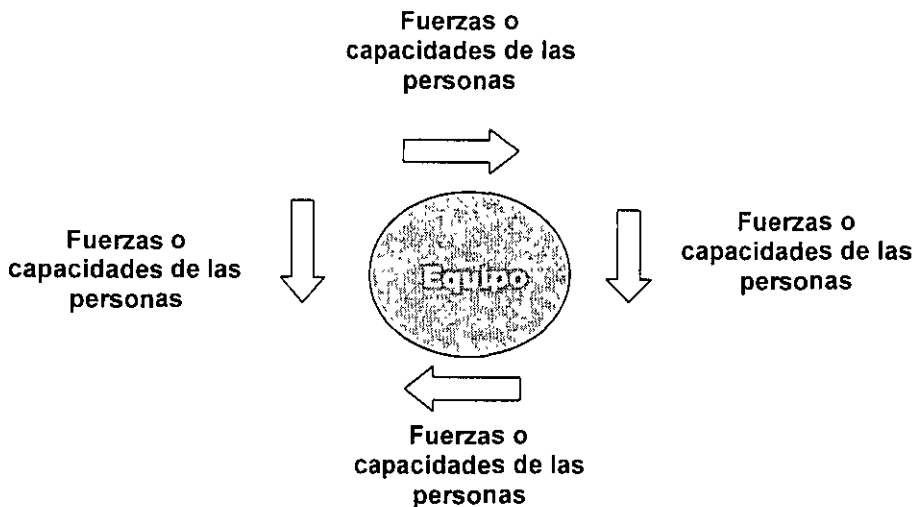 Fuerzas o
capacidades de las
personas
Fuerzas o
capacidades de las
personas
Equipo
Fuerzas o
capacidades de las
personas
Fuerzas o
capacidades de las
personas